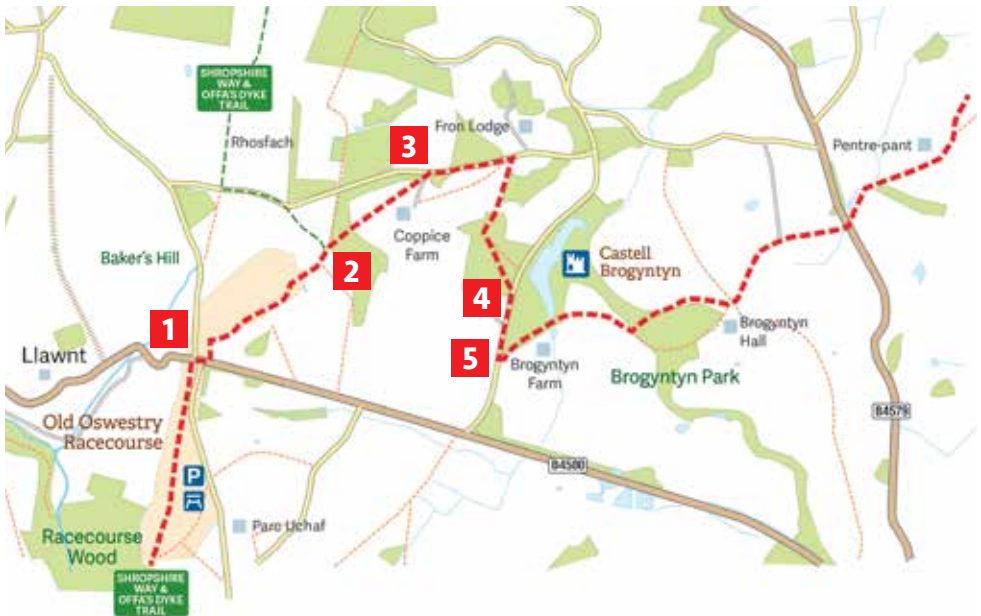 SHROPSHIRE
WAY &
OFFA'S DYKE
TRAIL
Rhosfach
Fron Lodge
3
Pentre-pant
Coppice
Farm
Baker's Hill
2
Castell
Brogyntyn
4
1
Brogyntyn
Hall
Llawnt
5
Brogyntyn
Farm
Brogyntyn Park
B4579
Old Oswestry
Racecourse
B4580
P
Parc Uchaf
Racecourse
Wood
SHROPSHIRE
WAY &
OFFA'S DYKE
TRAIL